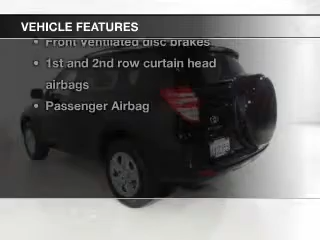 VEHICLE FEATURES
• Front Ventilated disc brakes
• 1st and 2nd row curtain head
airbags
• Passenger Airbag